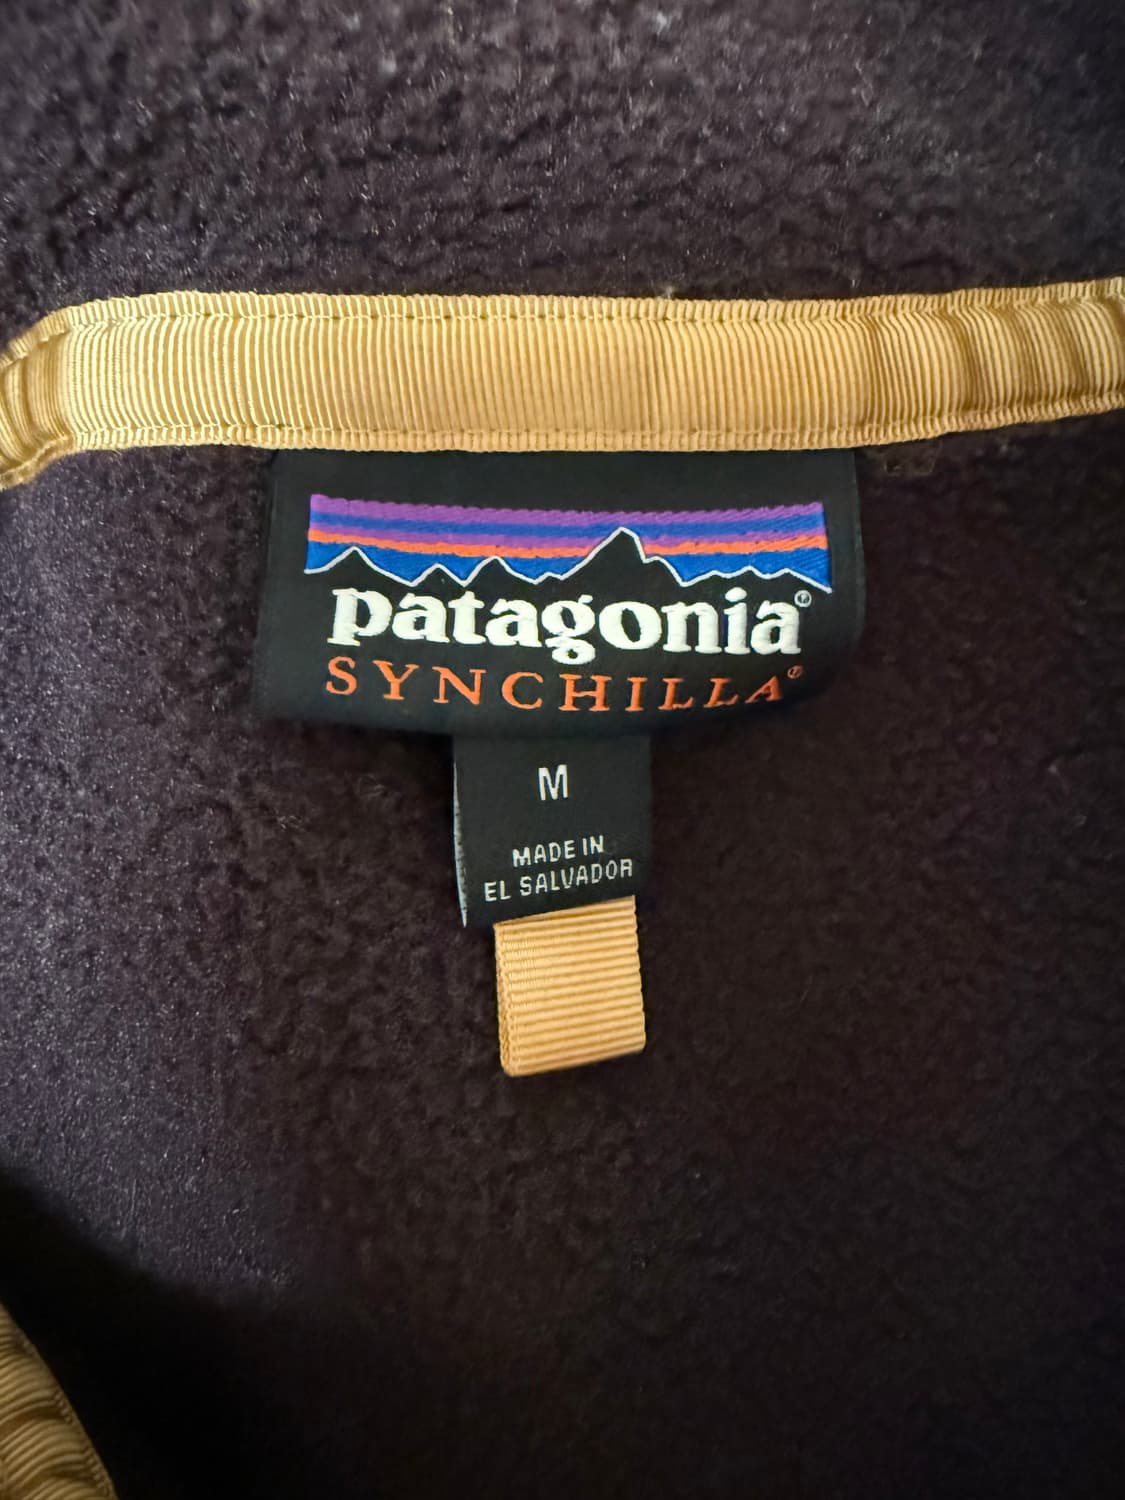 patagonia®
SYNCHILLA®
M
MADE IN
EL SALVADOR